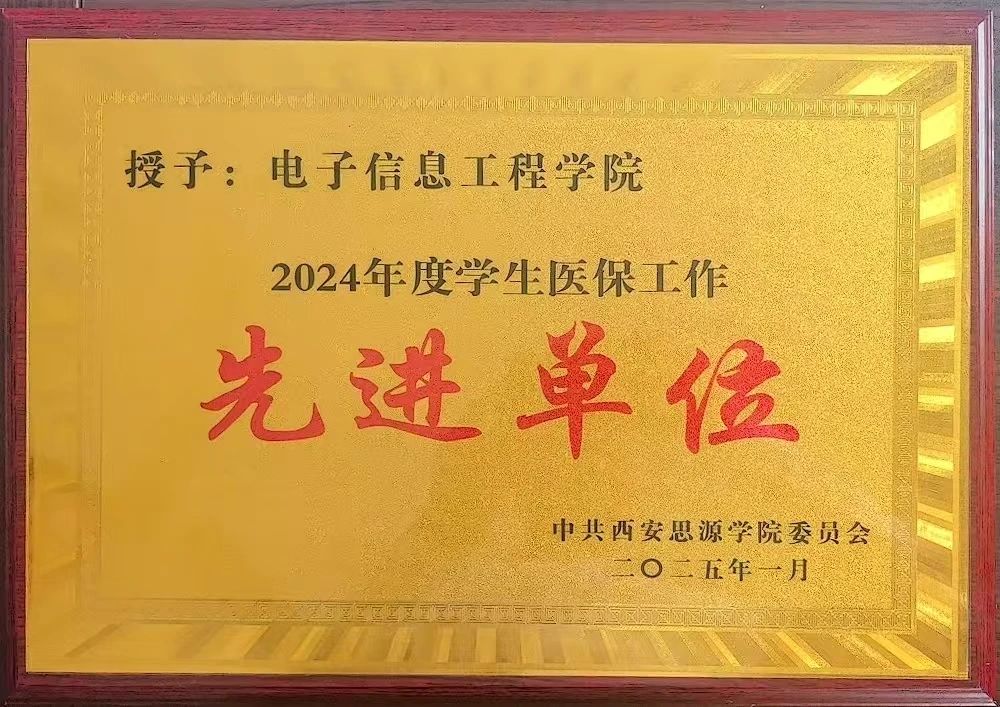 授予：电子信息工程学院
2024年度学生医保工作
先进单位
中共西安思源学院委员会
二〇二五年一月